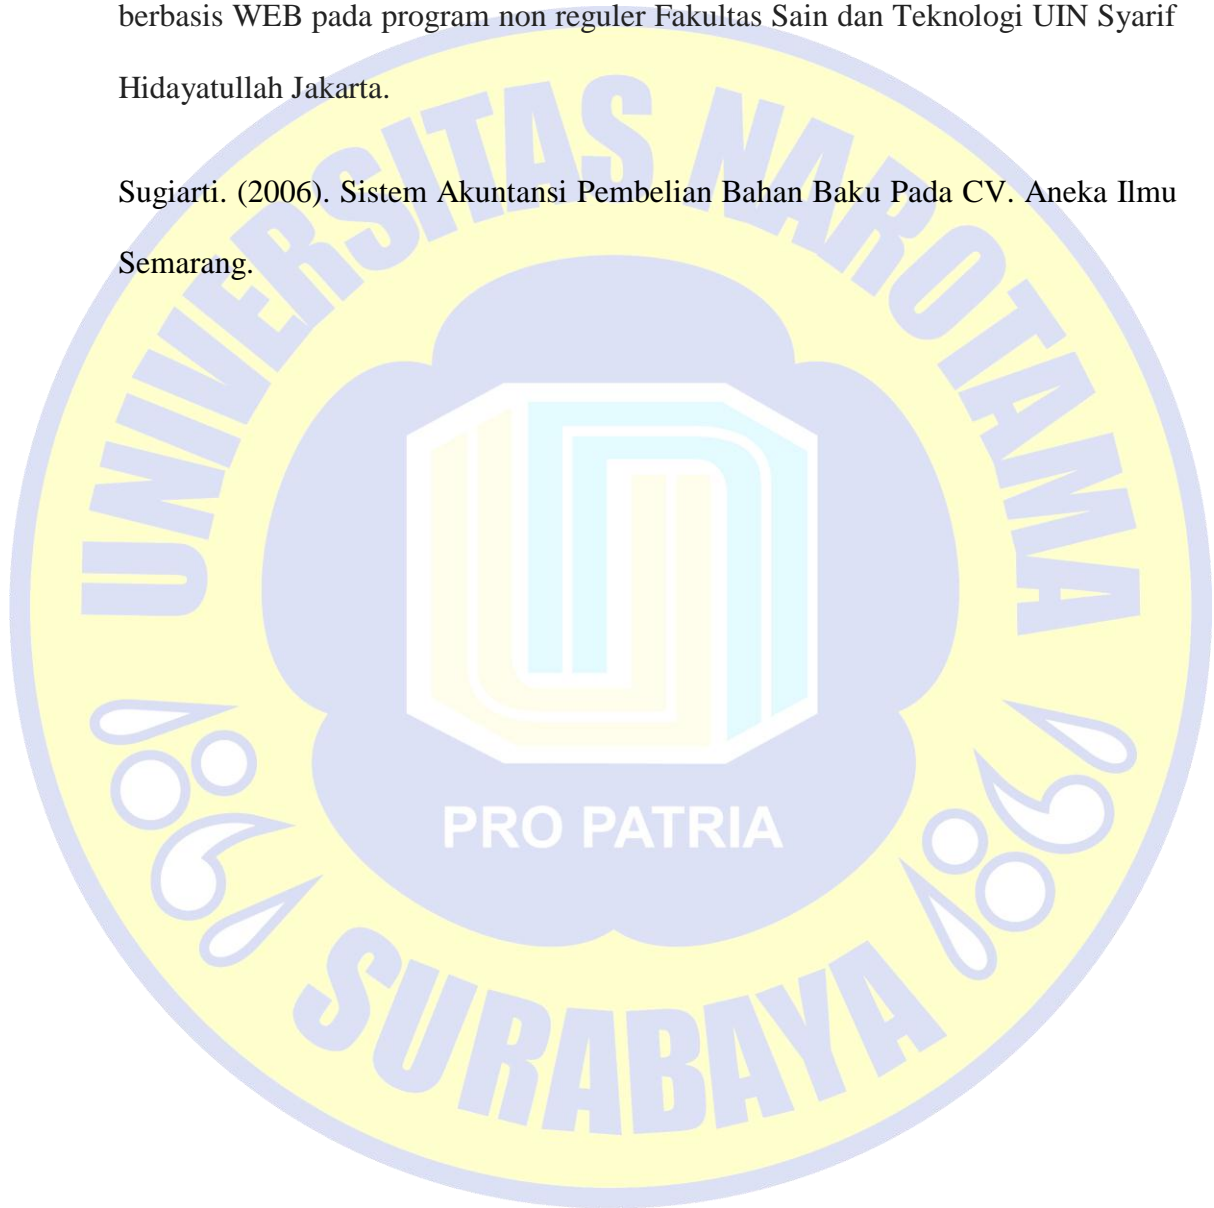 berbasis WEB pada program non reguler Fakultas Sain dan Teknologi UIN Syarif
Hidayatullah Jakarta.
Sugiarti. (2006). Sistem Akuntansi Pembelian Bahan Baku Pada CV. Aneka Ilmu
Semarang.
UNIVERSITAS NAROTAMA
PRO PATRIA
SURABAYA